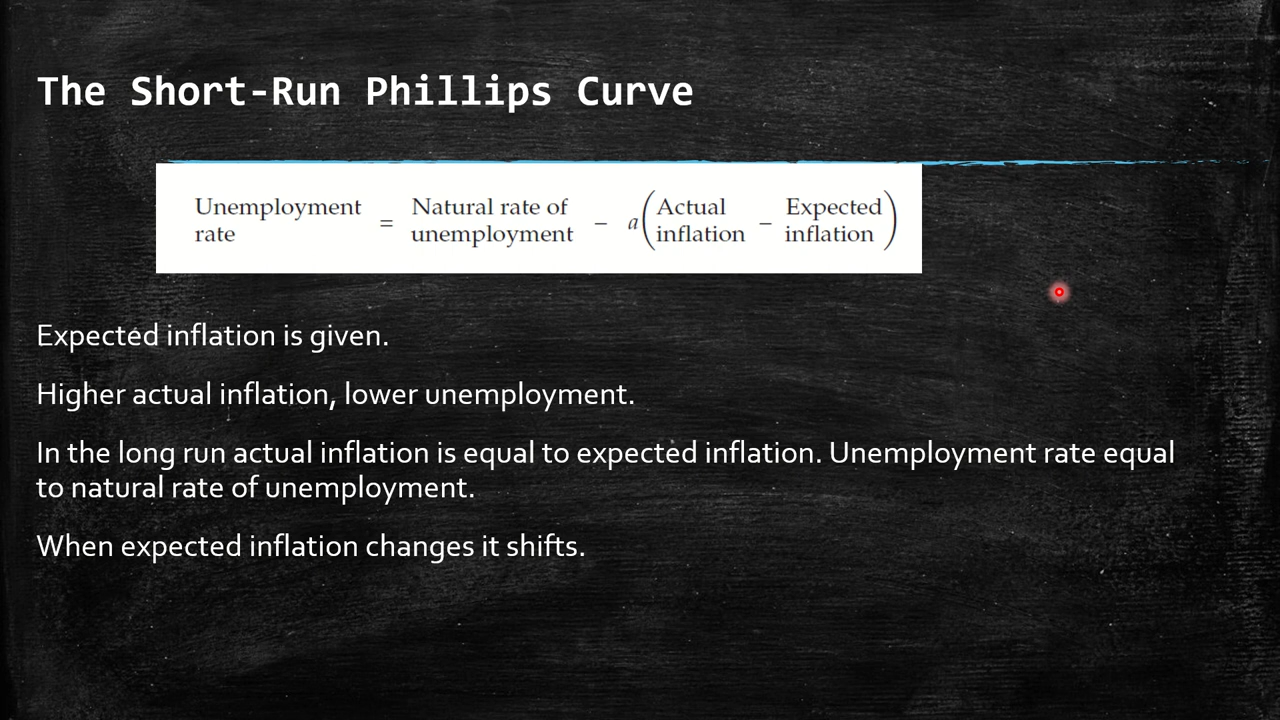 The Short-Run Phillips Curve
Unemployment rate = Natural rate of unemployment − a(Actual inflation − Expected inflation)
Expected inflation is given.
Higher actual inflation, lower unemployment.
In the long run actual inflation is equal to expected inflation. Unemployment rate equal
to natural rate of unemployment.
When expected inflation changes it shifts.